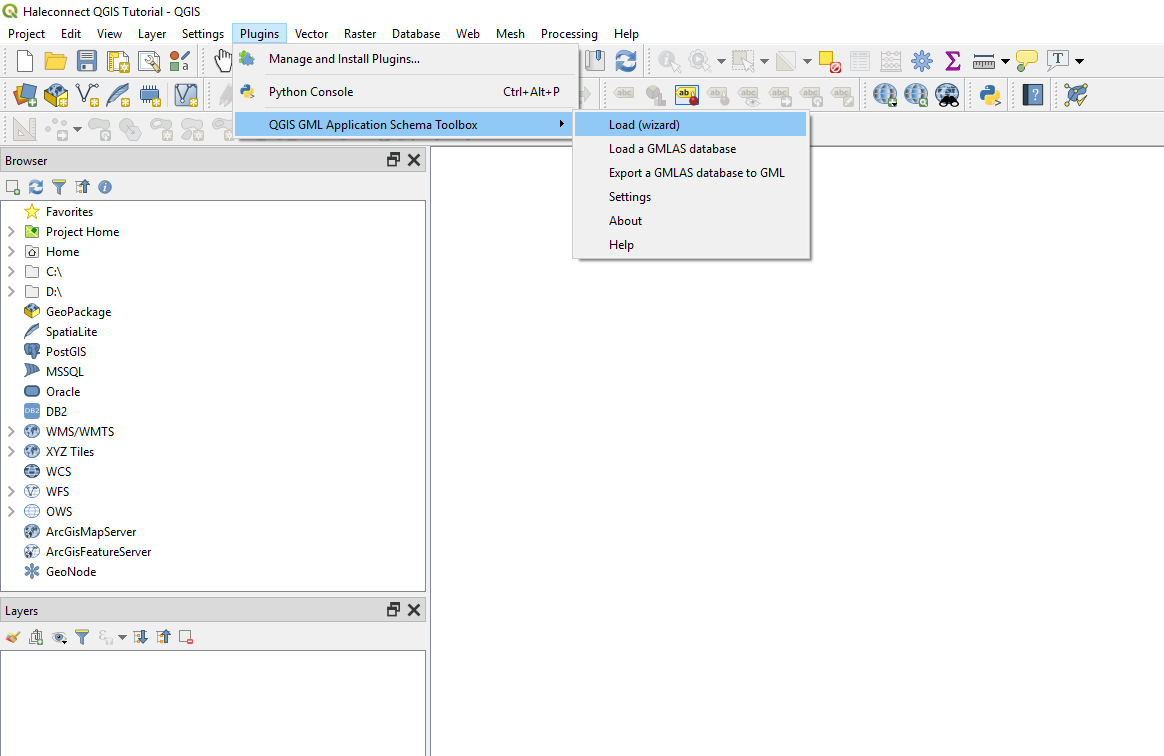 Haleconnect QGIS Tutorial - QGIS
Project Edit View Layer Settings Plugins Vector Raster Database Web Mesh Processing Help
Manage and Install Plugins...
Python Console Ctrl+Alt+P
QGIS GML Application Schema Toolbox
Load (wizard)
Load a GMLAS database
Export a GMLAS database to GML
Settings
About
Help
Browser
Favorites
Project Home
Home
C:\
D:\
GeoPackage
SpatiaLite
PostGIS
MSSQL
Oracle
DB2 DB2
WMS/WMTS
XYZ Tiles
WCS
WFS
OWS
ArcGisMapServer
ArcGisFeatureServer
GeoNode
Layers